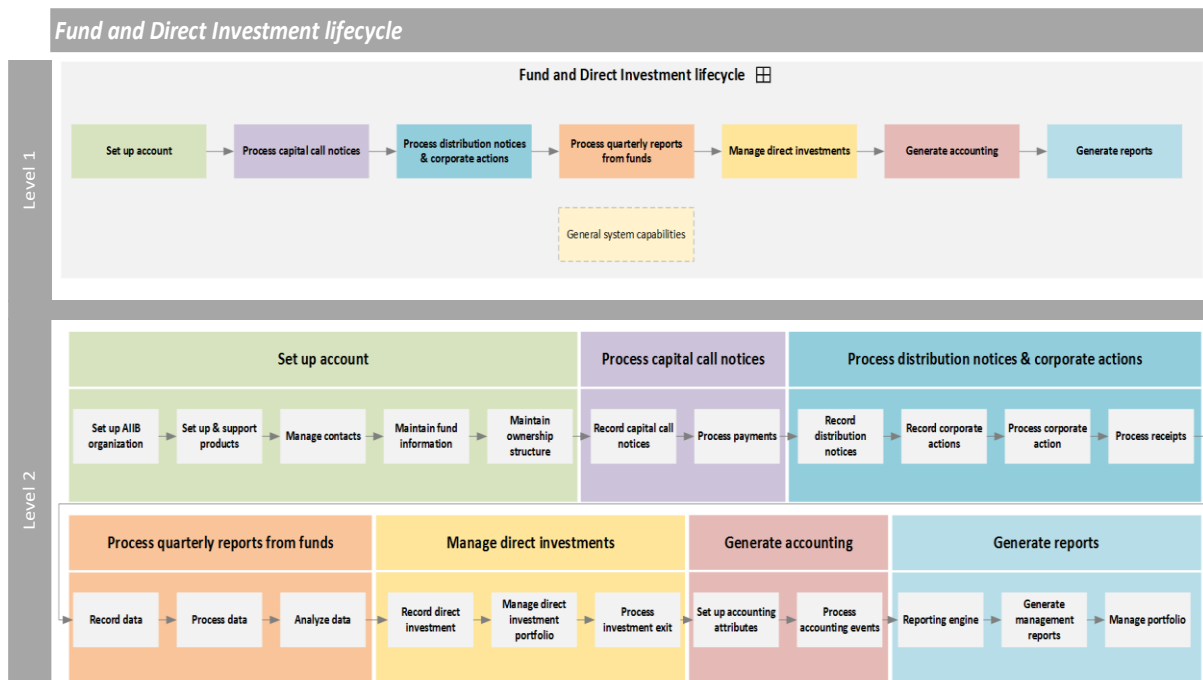 Fund and Direct Investment lifecycle
Level 1
Fund and Direct Investment lifecycle
Set up account
Process capital call notices
Process distribution notices
& corporate actions
Process quarterly reports
from funds
Manage direct investments
Generate accounting
Generate reports
General system capabilities
Level 2
Set up account
Process capital call notices
Process distribution notices & corporate actions
Set up AIIB
organization
Set up & support
products
Manage contacts
Maintain fund
information
Maintain
ownership
structure
Record capital call
notices
Process payments
Record
distribution
notices
Record corporate
actions
Process corporate
action
Process receipts
Process quarterly reports from funds
Manage direct investments
Generate accounting
Generate reports
Record data
Process data
Analyze data
Record direct
investment
Manage direct
investment
portfolio
Process
investment exit
Set up accounting
attributes
Process
accounting events
Reporting engine
Generate
management
reports
Manage portfolio